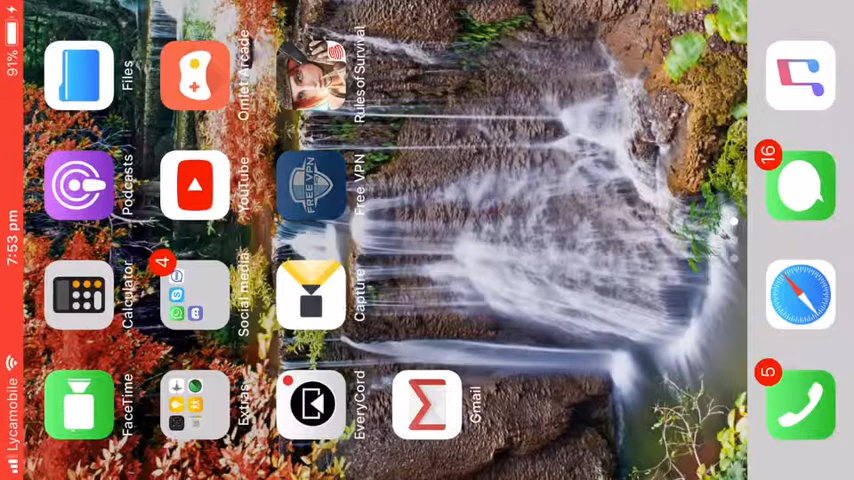 Lycamobile
7:53 pm
91%
FaceTime
Calculator
Podcasts
Files
4
Extras
Social media
YouTube
Omlet Arcade
FREE VPN
EveryCord
Capture
Free VPN
Rules of Survival
Gmail
5
16